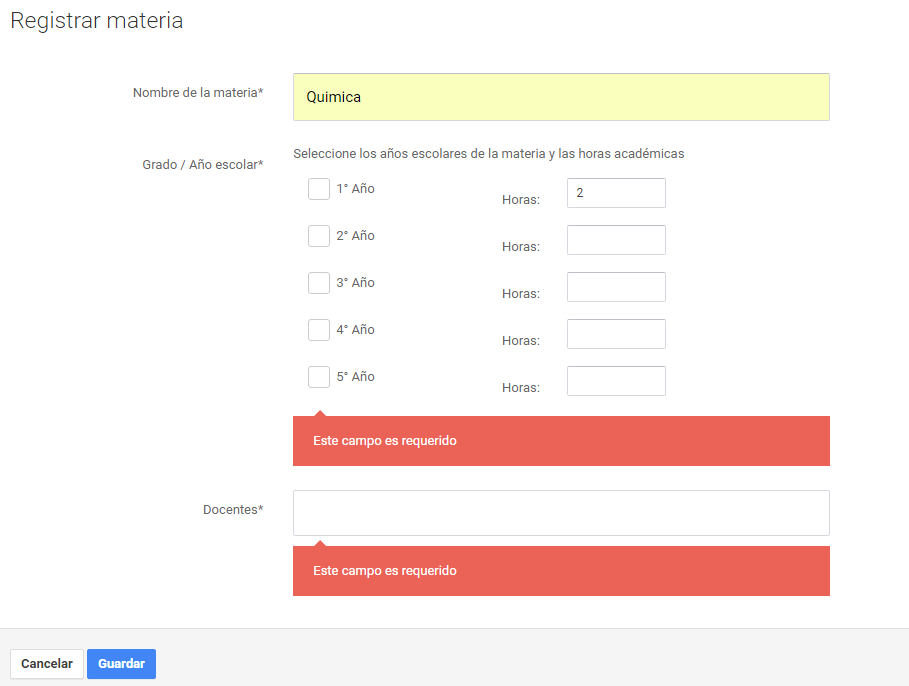 Registrar materia
Nombre de la materia*
Quimica
Grado / Año escolar*
Seleccione los años escolares de la materia y las horas académicas
1° Año Horas: 2
2° Año Horas:
3° Año Horas:
4° Año Horas:
5° Año Horas:
Este campo es requerido
Docentes*
Este campo es requerido
Cancelar Guardar